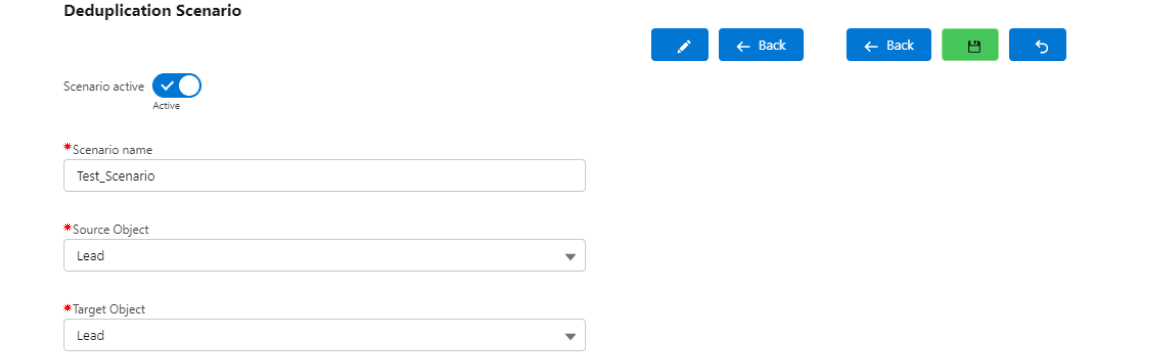 Deduplication Scenario
← Back
← Back
Scenario active
Active
*Scenario name
Test_Scenario
*Source Object
Lead
*Target Object
Lead